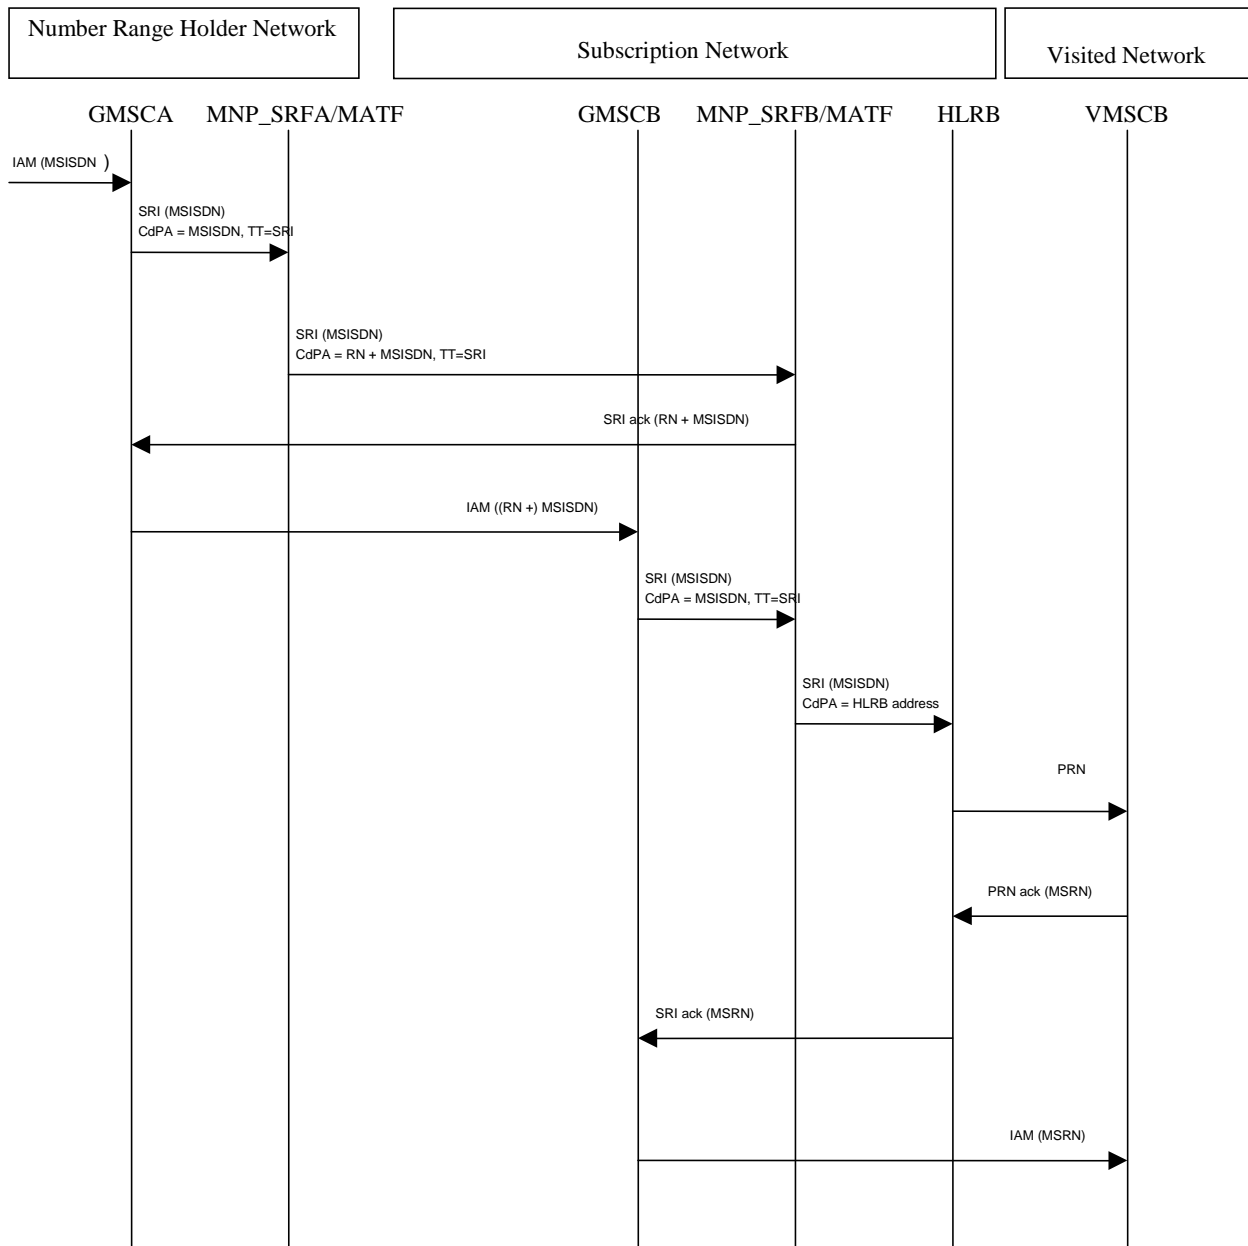 Number Range Holder Network
Subscription Network
Visited Network
GMSCA
MNP_SRFA/MATF
GMSCB
MNP_SRFB/MATF
HLRB
VMSCB
IAM (MSISDN )
SRI (MSISDN)
CdPA = MSISDN, TT=SRI
SRI (MSISDN)
CdPA = RN + MSISDN, TT=SRI
SRI ack (RN + MSISDN)
IAM ((RN +) MSISDN)
SRI (MSISDN)
CdPA = MSISDN, TT=SRI
SRI (MSISDN)
CdPA = HLRB address
PRN
PRN ack (MSRN)
SRI ack (MSRN)
IAM (MSRN)